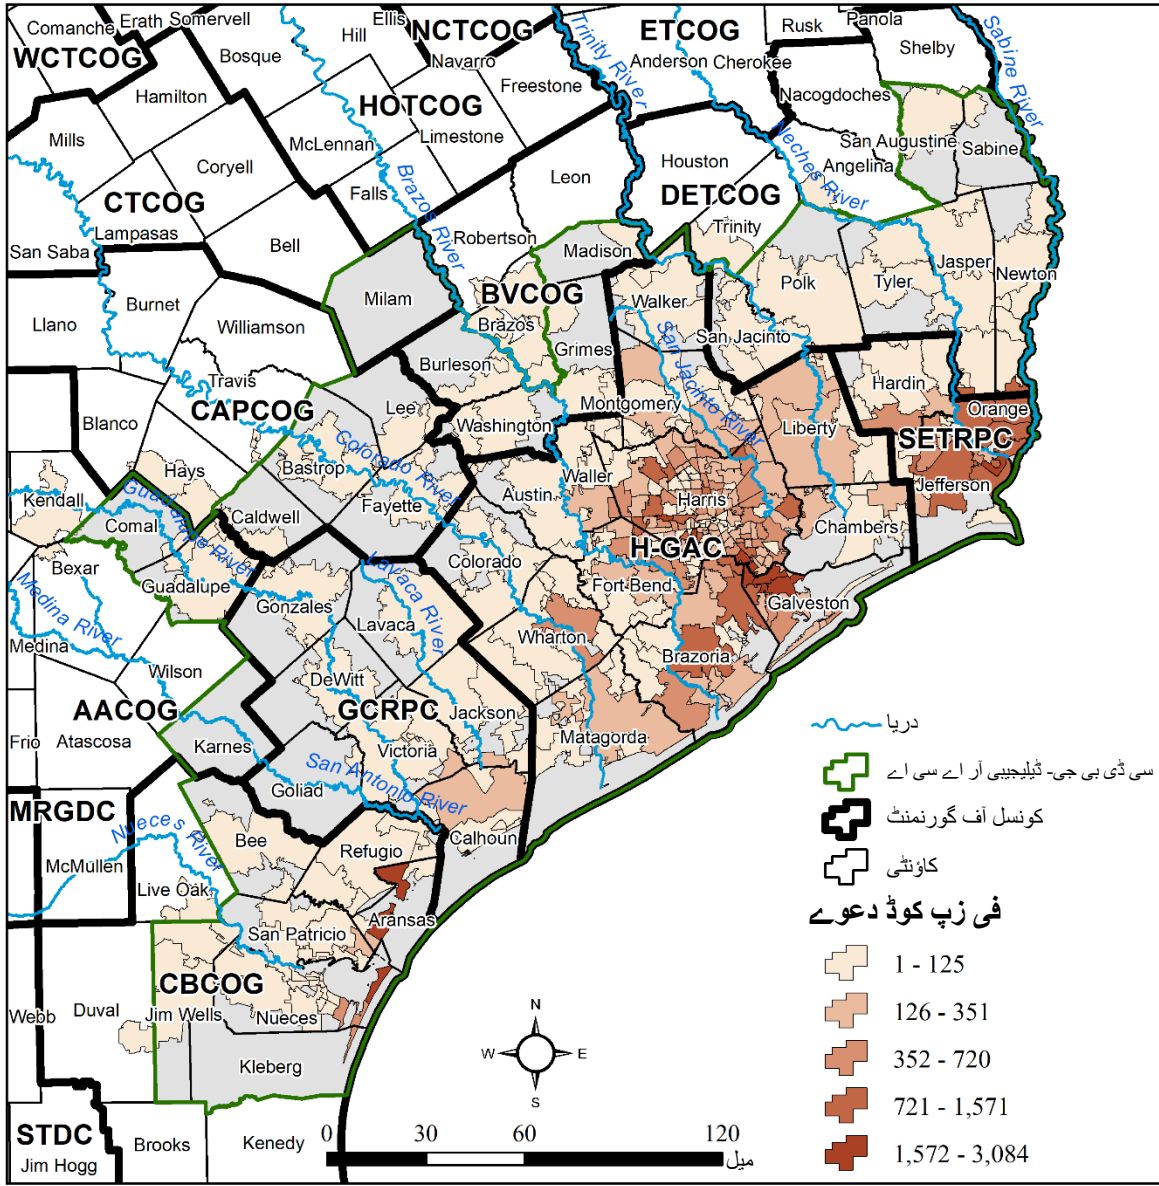 Comanche
Erath
Somervell
Ellis
Hill
NCTCOG
Trinity River
ETCOG
Rusk
Panola
Sabine River
WCTCOG
Bosque
Navarro
Anderson
Cherokee
Shelby
Hamilton
Freestone
Nacogdoches
HOTCOG
Limestone
Mills
McLennan
Neches River
San Augustine
Sabine
Coryell
Houston
Angelina
CTCOG
Falls
Brazos River
Leon
DETCOG
Lampasas
San Saba
Bell
Robertson
Trinity
Madison
Burnet
Milam
BVCOG
Walker
Polk
Tyler
Jasper
Newton
Llano
Williamson
Brazos
San Jacinto
San Jacinto River
Burleson
Grimes
Travis
Hardin
CAPCOG
Lee
Montgomery
Orange
Blanco
Washington
Liberty
SETRPC
Colorado River
Hays
Bastrop
Waller
Jefferson
Kendall
Guadalupe River
Fayette
Austin
Harris
Comal
Caldwell
Chambers
H-GAC
Bexar
Lavaca River
Colorado
Fort Bend
Guadalupe
Gonzales
Galveston
Medina River
Lavaca
Medina
Wharton
Brazoria
Wilson
DeWitt
AACOG
GCRPC
Jackson
Frio
Atascosa
Karnes
Victoria
Matagorda
San Antonio River
Goliad
MRGDC
Nueces River
Bee
Refugio
Calhoun
McMullen
Live Oak
Aransas
San Patricio
CBCOG
Webb
Duval
Jim Wells
Nueces
Kleberg
STDC
Jim Hogg
Brooks
Kenedy
دریا
سی ڈی بی جی- ڈیلیجیبی آر اے سی اے
کونسل آف گورنمنٹ
کاؤنٹی
فی زپ کوڈ دعوے
1 - 125
126 - 351
352 - 720
721 - 1,571
1,572 - 3,084
N
W
E
S
0
30
60
120
میل